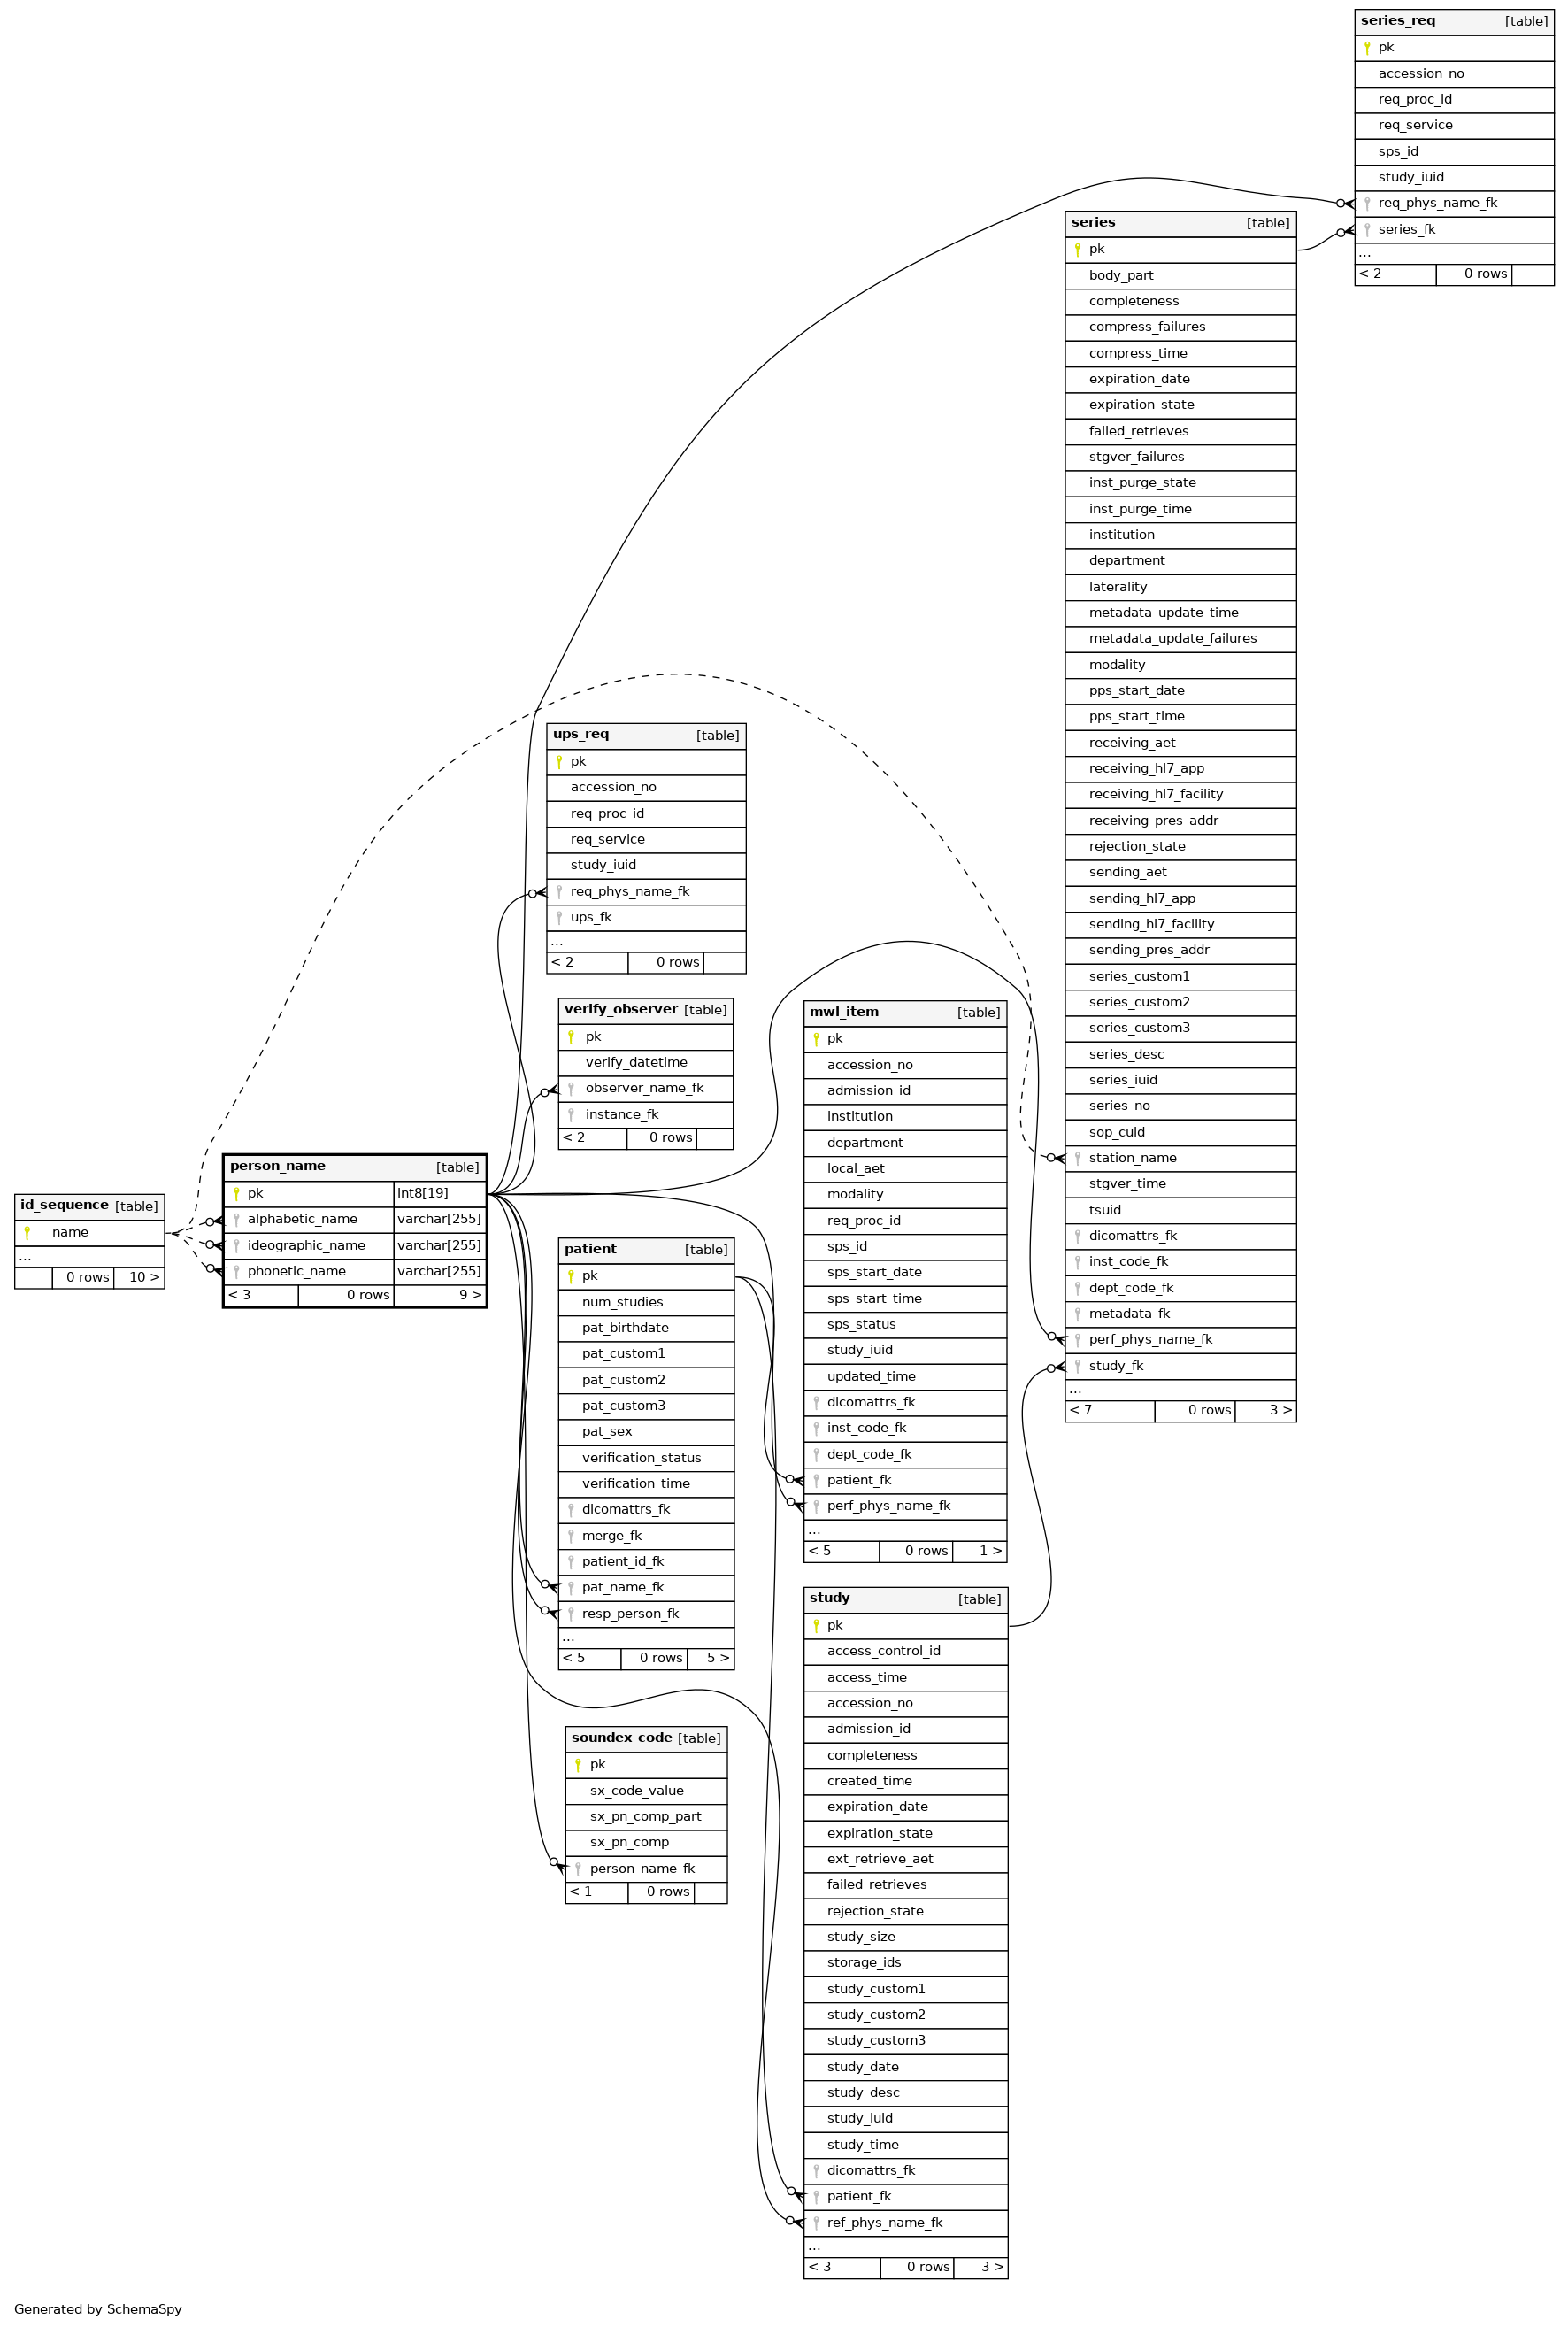 series_req [table]
pk
accession_no
req_proc_id
req_service
sps_id
study_iuid
req_phys_name_fk
series_fk
...
< 2 0 rows
series [table]
pk
body_part
completeness
compress_failures
compress_time
expiration_date
expiration_state
failed_retrieves
stgver_failures
inst_purge_state
inst_purge_time
institution
department
laterality
metadata_update_time
metadata_update_failures
modality
pps_start_date
pps_start_time
receiving_aet
receiving_hl7_app
receiving_hl7_facility
receiving_pres_addr
rejection_state
sending_aet
sending_hl7_app
sending_hl7_facility
sending_pres_addr
series_custom1
series_custom2
series_custom3
series_desc
series_iuid
series_no
sop_cuid
station_name
stgver_time
tsuid
dicomattrs_fk
inst_code_fk
dept_code_fk
metadata_fk
perf_phys_name_fk
study_fk
...
< 7 0 rows 3 >
ups_req [table]
pk
accession_no
req_proc_id
req_service
study_iuid
req_phys_name_fk
ups_fk
...
< 2 0 rows
verify_observer [table]
pk
verify_datetime
observer_name_fk
instance_fk
< 2 0 rows
mwl_item [table]
pk
accession_no
admission_id
institution
department
local_aet
modality
req_proc_id
sps_id
sps_start_date
sps_start_time
sps_status
study_iuid
updated_time
dicomattrs_fk
inst_code_fk
dept_code_fk
patient_fk
perf_phys_name_fk
...
< 5 0 rows 1 >
person_name [table]
pk int8[19]
alphabetic_name varchar[255]
ideographic_name varchar[255]
phonetic_name varchar[255]
< 3 0 rows 9 >
id_sequence [table]
name
...
0 rows 10 >
patient [table]
pk
num_studies
pat_birthdate
pat_custom1
pat_custom2
pat_custom3
pat_sex
verification_status
verification_time
dicomattrs_fk
merge_fk
patient_id_fk
pat_name_fk
resp_person_fk
...
< 5 0 rows 5 >
study [table]
pk
access_control_id
access_time
accession_no
admission_id
completeness
created_time
expiration_date
expiration_state
ext_retrieve_aet
failed_retrieves
rejection_state
study_size
storage_ids
study_custom1
study_custom2
study_custom3
study_date
study_desc
study_iuid
study_time
dicomattrs_fk
patient_fk
ref_phys_name_fk
...
< 3 0 rows 3 >
soundex_code [table]
pk
sx_code_value
sx_pn_comp_part
sx_pn_comp
person_name_fk
< 1 0 rows
Generated by SchemaSpy